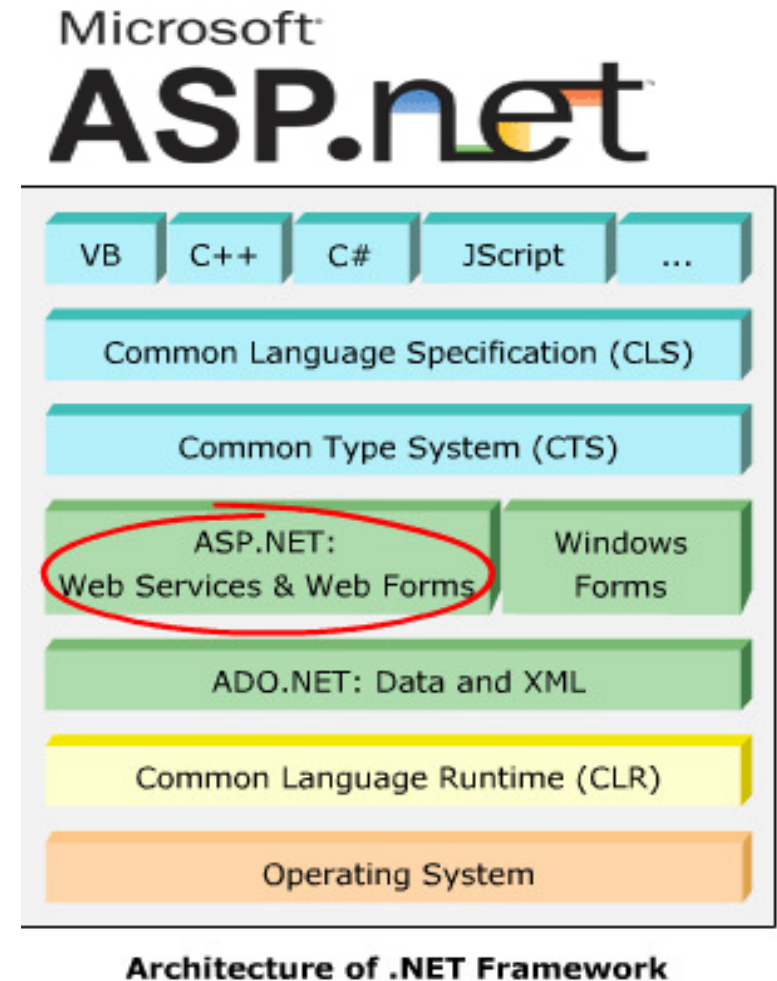 Microsoft
ASP.net
VB C++ C# JScript ...
Common Language Specification (CLS)
Common Type System (CTS)
ASP.NET:
Web Services & Web Forms
Windows
Forms
ADO.NET: Data and XML
Common Language Runtime (CLR)
Operating System
Architecture of .NET Framework